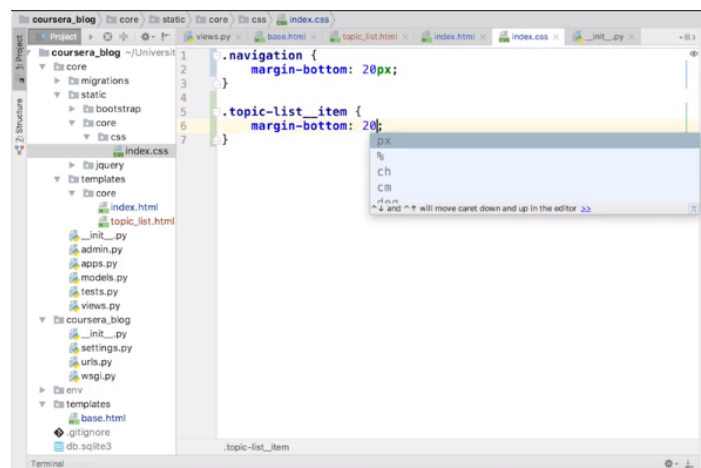 coursera_blog core static core css index.css
Project views.py base.html topic_list.html index.html index.css __init__.py
1: Project
Z: Structure
coursera_blog ~/Universit
core
migrations
static
bootstrap
core
css
index.css
jquery
templates
core
index.html
topic_list.html
__init__.py
admin.py
apps.py
models.py
tests.py
views.py
coursera_blog
__init__.py
settings.py
urls.py
wsgi.py
env
templates
base.html
.gitignore
db.sqlite3
1 .navigation {
2 margin-bottom: 20px;
3 }
4
5 .topic-list__item {
6 margin-bottom: 20;
7 }
px
%
ch
cm
deg
^↓ and ^↑ will move caret down and up in the editor >>
.topic-list__item
Terminal